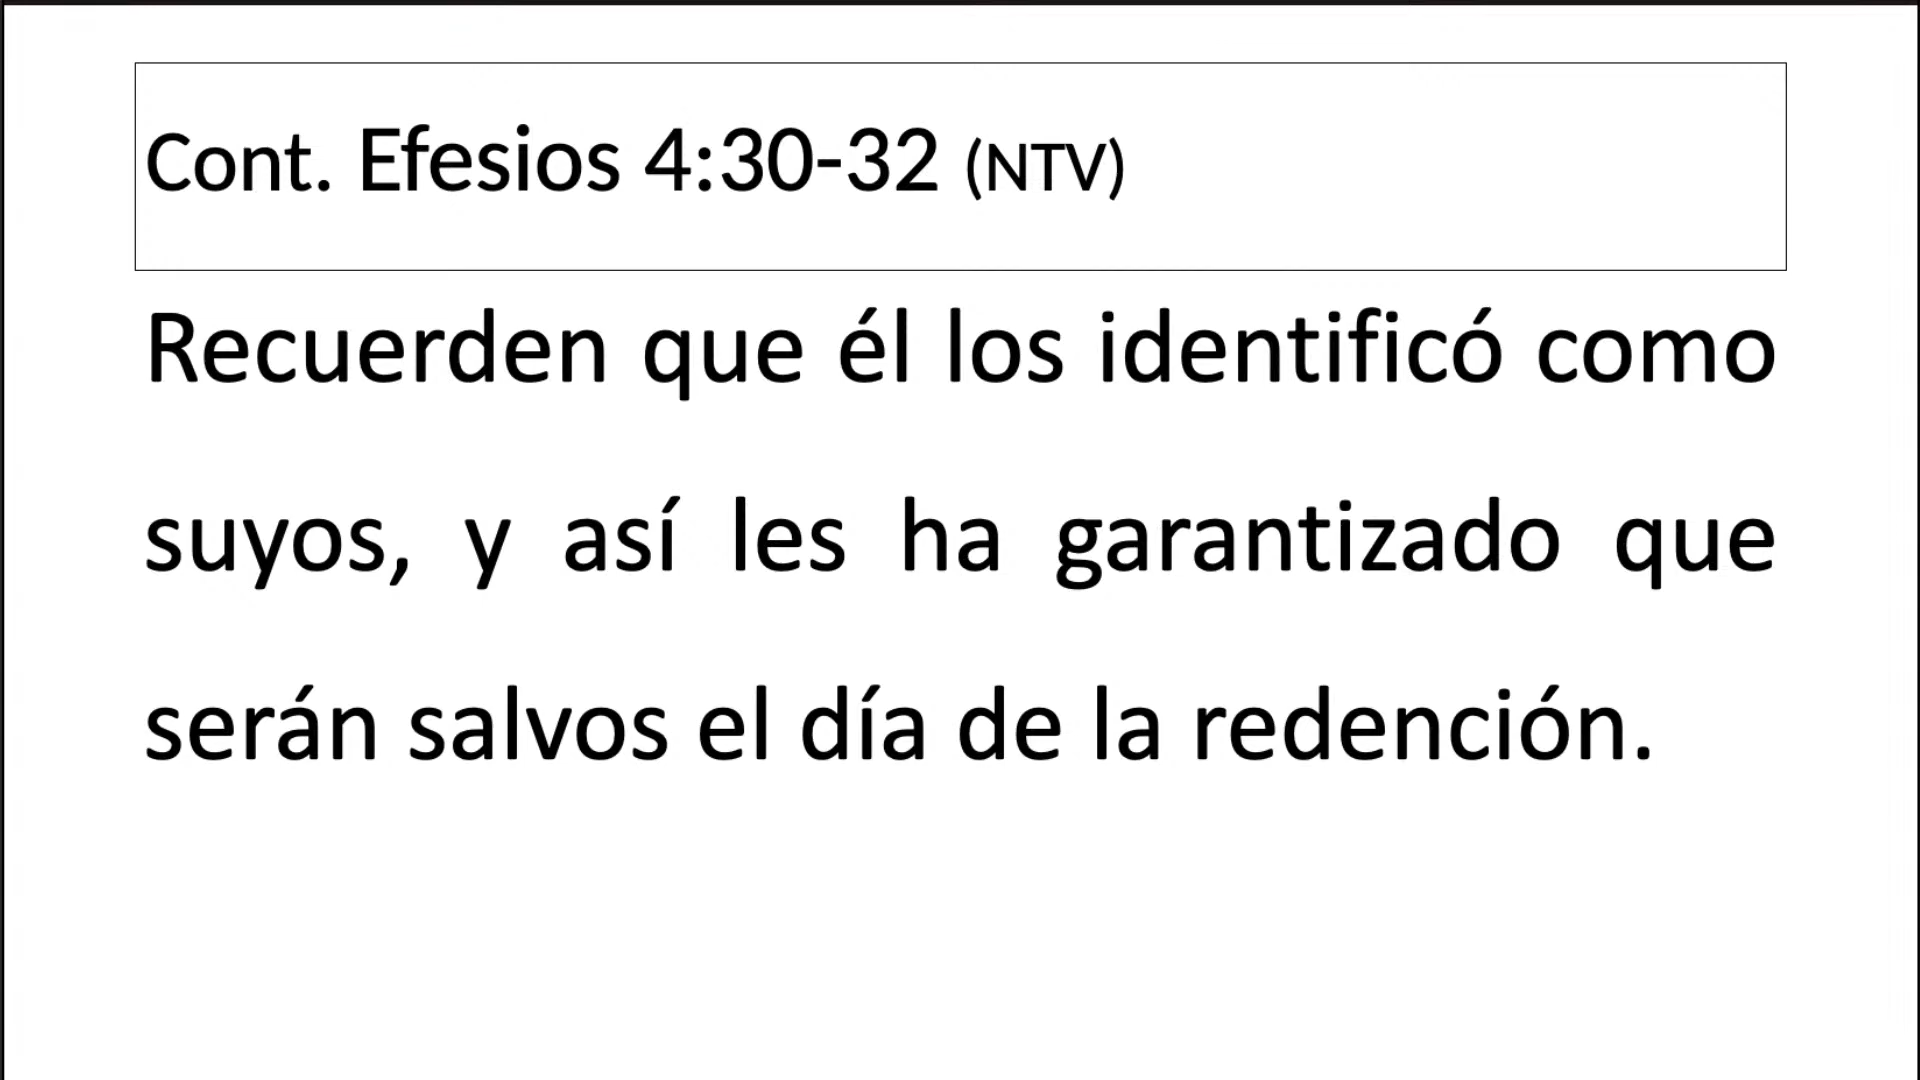 Cont. Efesios 4:30-32 (NTV)
Recuerden que él los identificó como
suyos, y así les ha garantizado que
serán salvos el día de la redención.